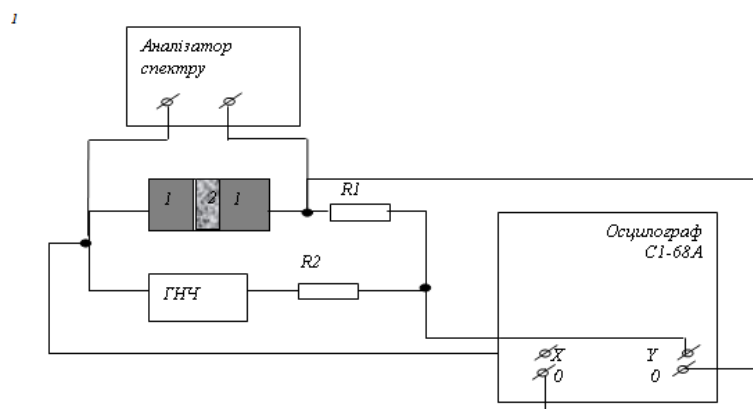 1
Аналізатор
спектру
1 2 1
R1
Осцилограф
С1-68А
R2
ГНЧ
X Y
0 0